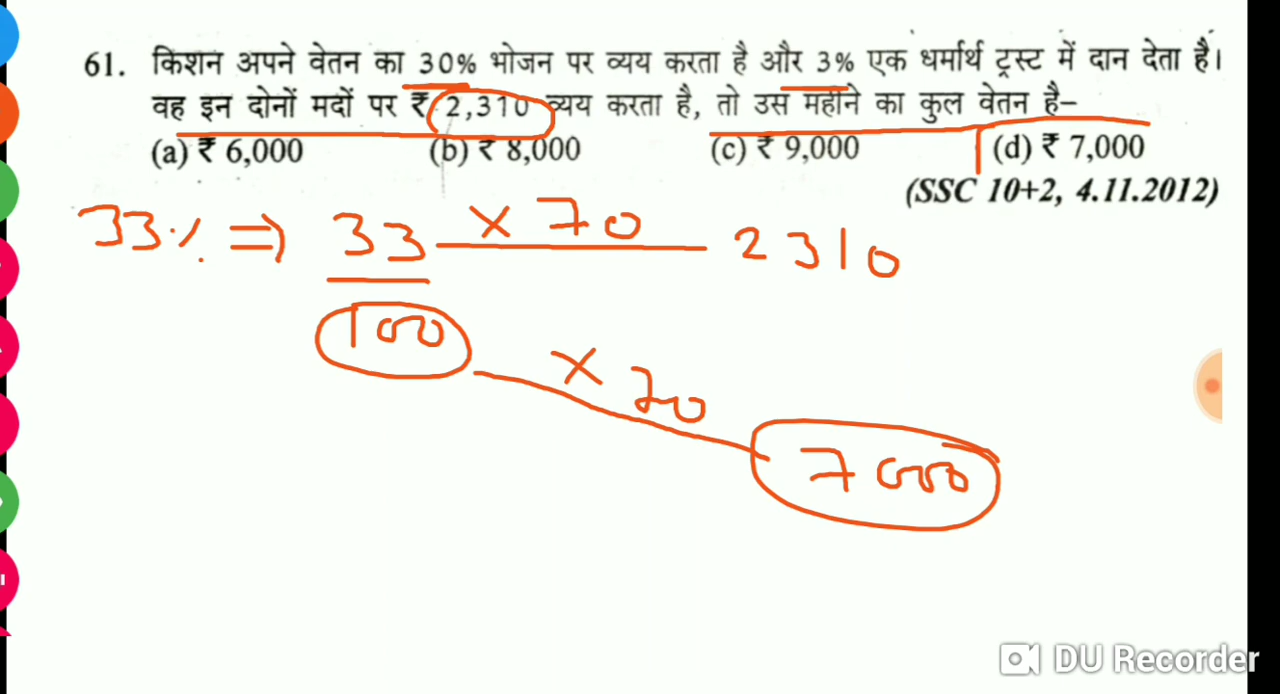 61. किशन अपने वेतन का 30% भोजन पर व्यय करता है और 3% एक धर्मार्थ ट्रस्ट में दान देता है।
वह इन दोनों मदों पर ₹ 2,310 व्यय करता है, तो उस महीने का कुल वेतन है–
(a) ₹ 6,000 (b) ₹ 8,000 (c) ₹ 9,000 (d) ₹ 7,000
(SSC 10+2, 4.11.2012)
33% ⇒ 33 × 70 2310
100 × 70
7000
DU Recorder